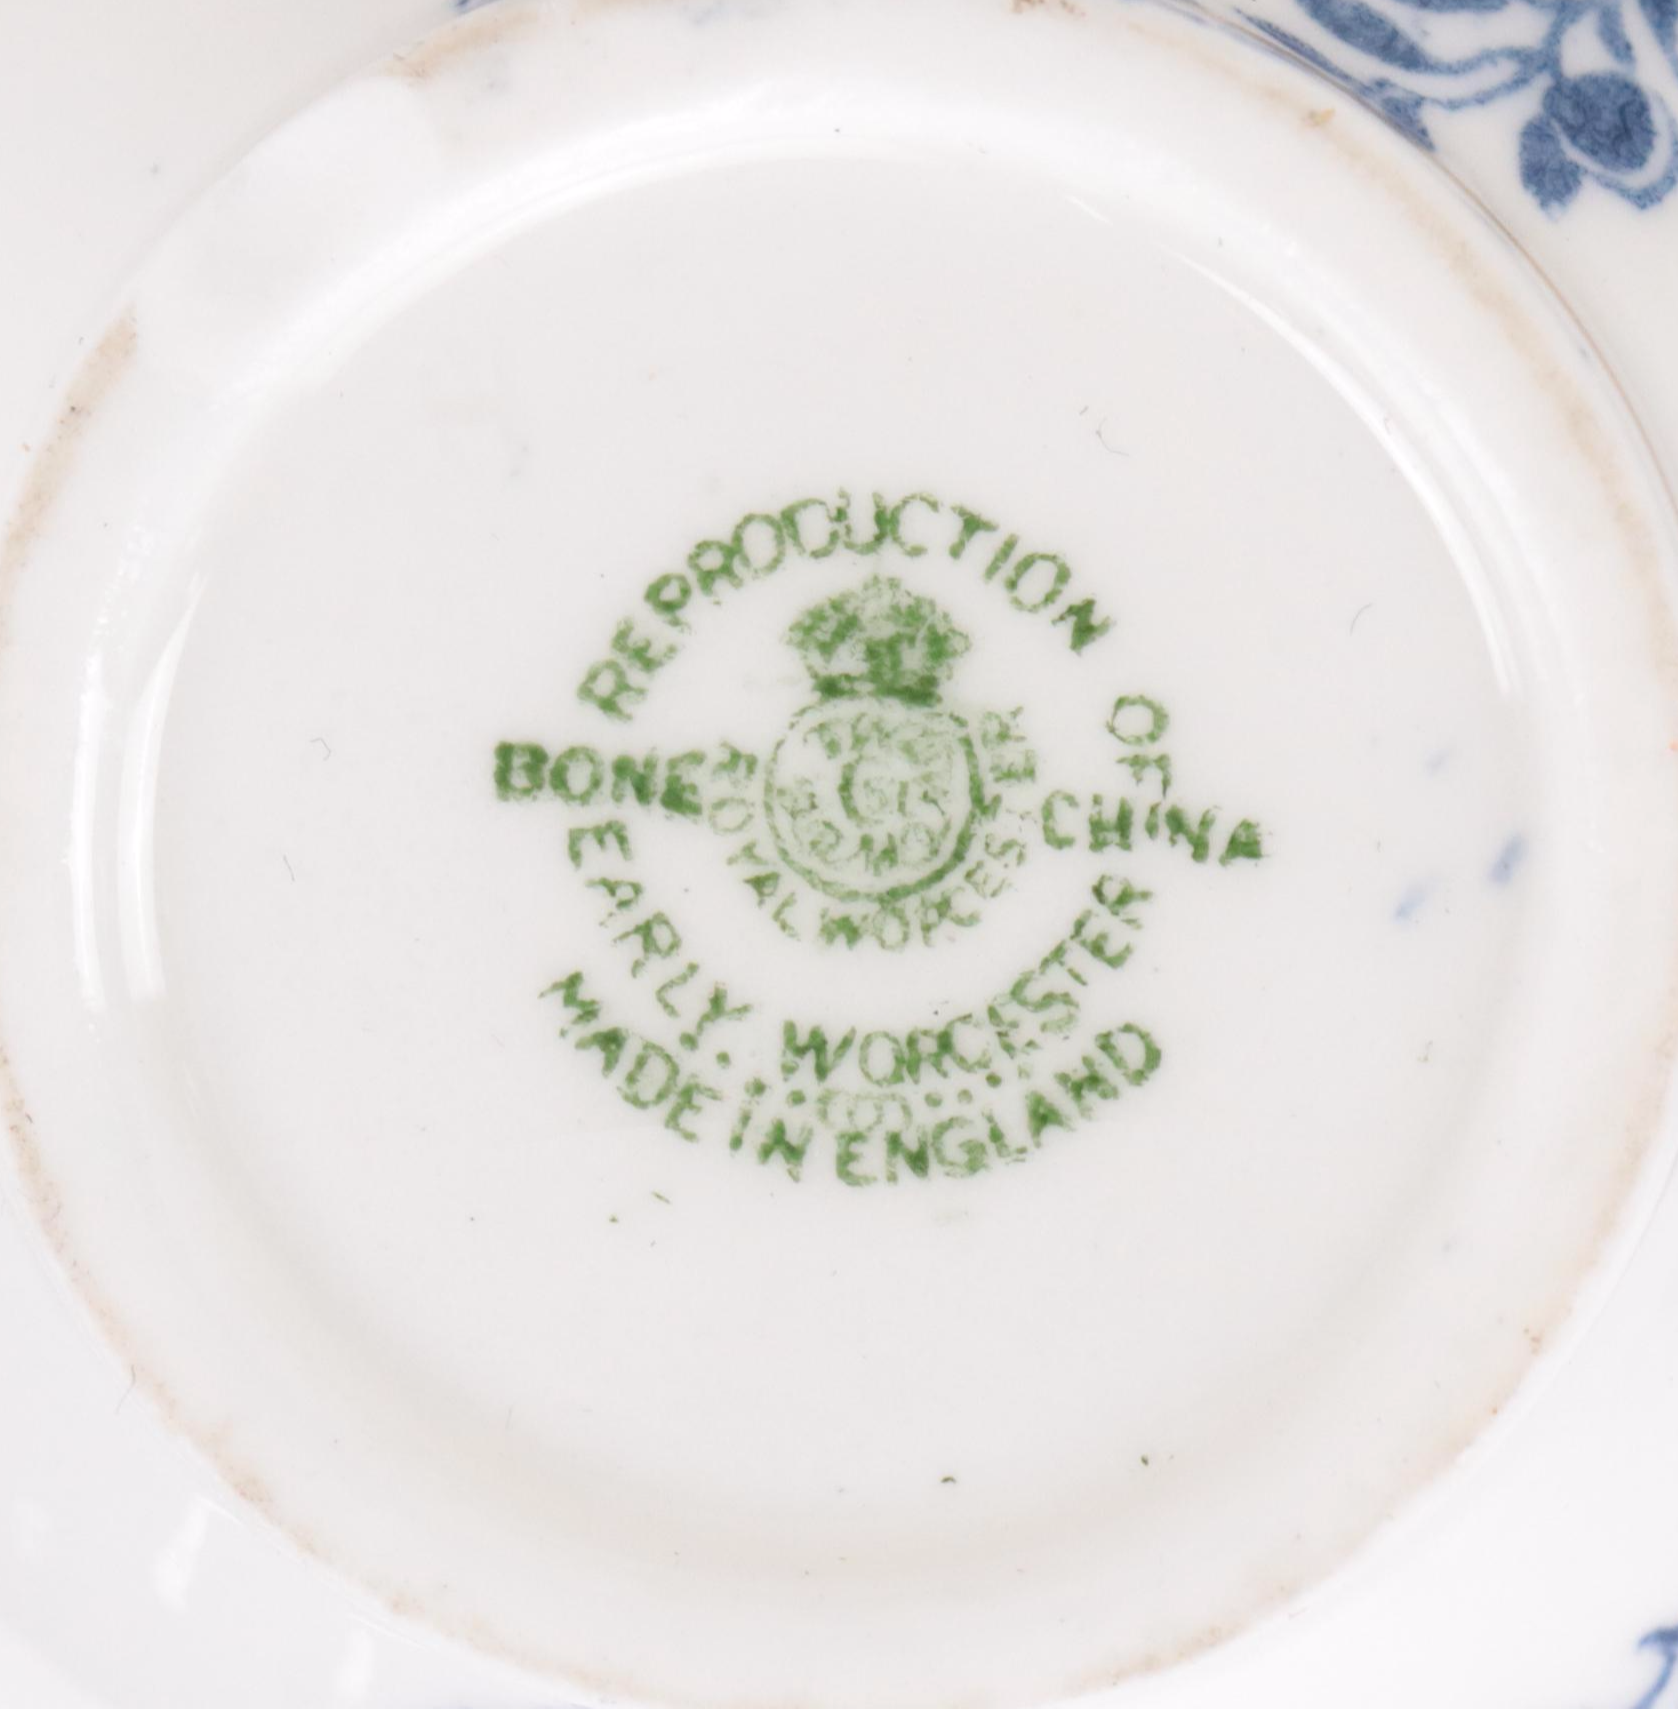 REPRODUCTION OF
BONE CHINA
ROYAL WORCESTER
EARLY WORCESTER
MADE IN ENGLAND